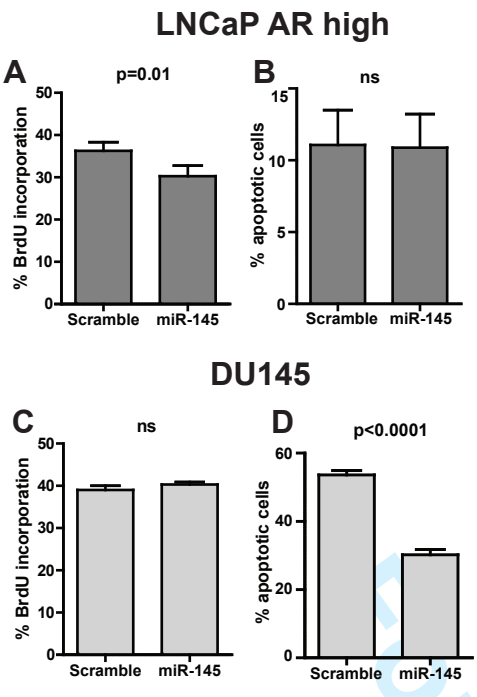 LNCaP AR high
A
p=0.01
% BrdU incorporation
50
40
30
20
10
0
Scramble miR-145
B
ns
% apoptotic cells
15
10
5
0
Scramble miR-145
DU145
C
ns
% BrdU incorporation
50
40
30
20
10
0
Scramble miR-145
D
p<0.0001
% apoptotic cells
60
40
20
0
Scramble miR-145